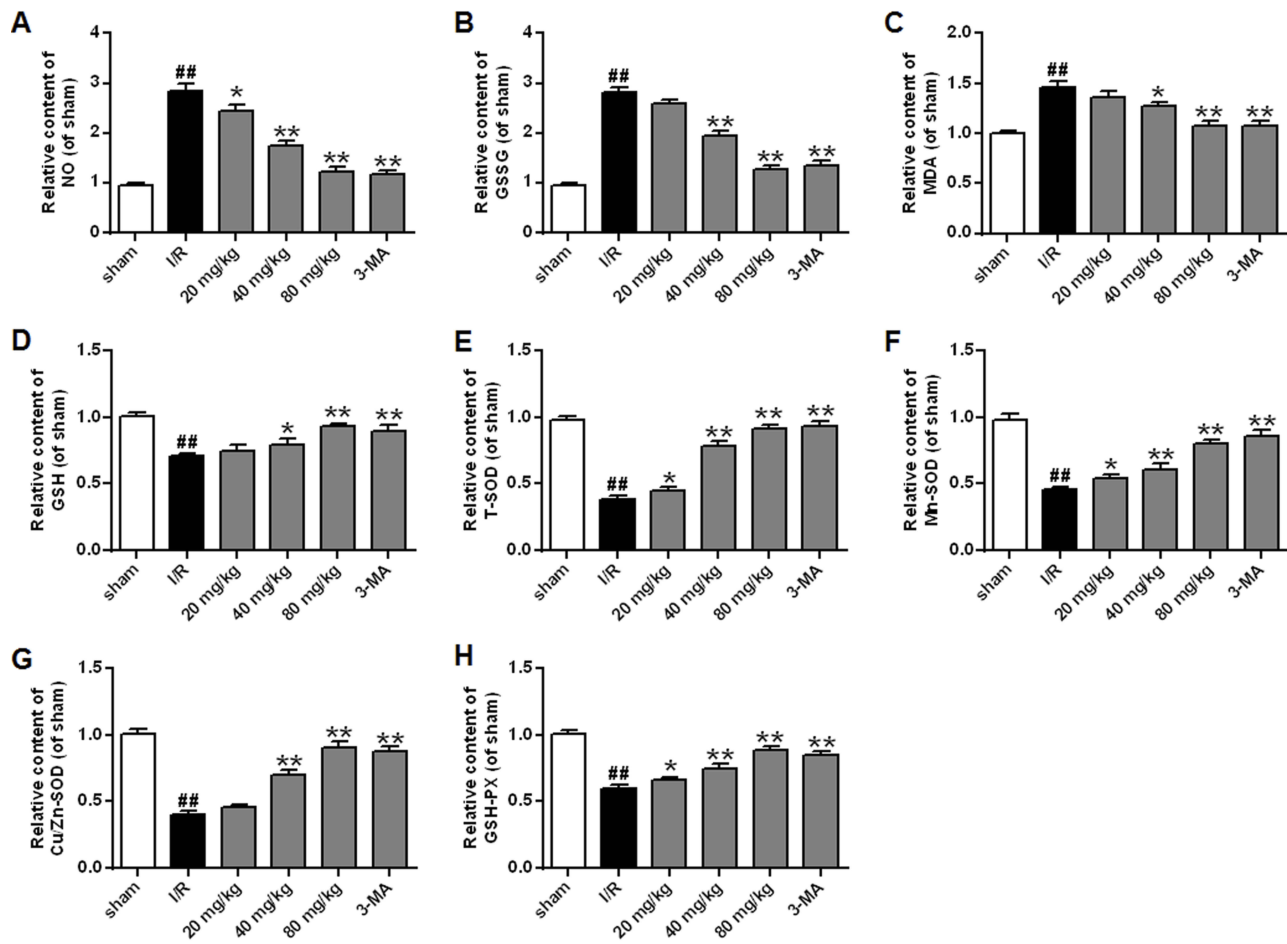 A
Relative content of
NO (of sham)
4
3
2
1
0
##
*
**
**
**
sham
I/R
20 mg/kg
40 mg/kg
80 mg/kg
3-MA
B
Relative content of
GSSG (of sham)
4
3
2
1
0
##
**
**
**
sham
I/R
20 mg/kg
40 mg/kg
80 mg/kg
3-MA
C
Relative content of
MDA (of sham)
2.0
1.5
1.0
0.5
0.0
##
*
**
**
sham
I/R
20 mg/kg
40 mg/kg
80 mg/kg
3-MA
D
Relative content of
GSH (of sham)
1.5
1.0
0.5
0.0
##
*
**
**
sham
I/R
20 mg/kg
40 mg/kg
80 mg/kg
3-MA
E
Relative content of
T-SOD (of sham)
1.5
1.0
0.5
0.0
##
*
**
**
**
sham
I/R
20 mg/kg
40 mg/kg
80 mg/kg
3-MA
F
Relative content of
Mn-SOD (of sham)
1.5
1.0
0.5
0.0
##
*
**
**
**
sham
I/R
20 mg/kg
40 mg/kg
80 mg/kg
3-MA
G
Relative content of
Cu/Zn-SOD (of sham)
1.5
1.0
0.5
0.0
##
**
**
**
sham
I/R
20 mg/kg
40 mg/kg
80 mg/kg
3-MA
H
Relative content of
GSH-PX (of sham)
1.5
1.0
0.5
0.0
##
*
**
**
**
sham
I/R
20 mg/kg
40 mg/kg
80 mg/kg
3-MA